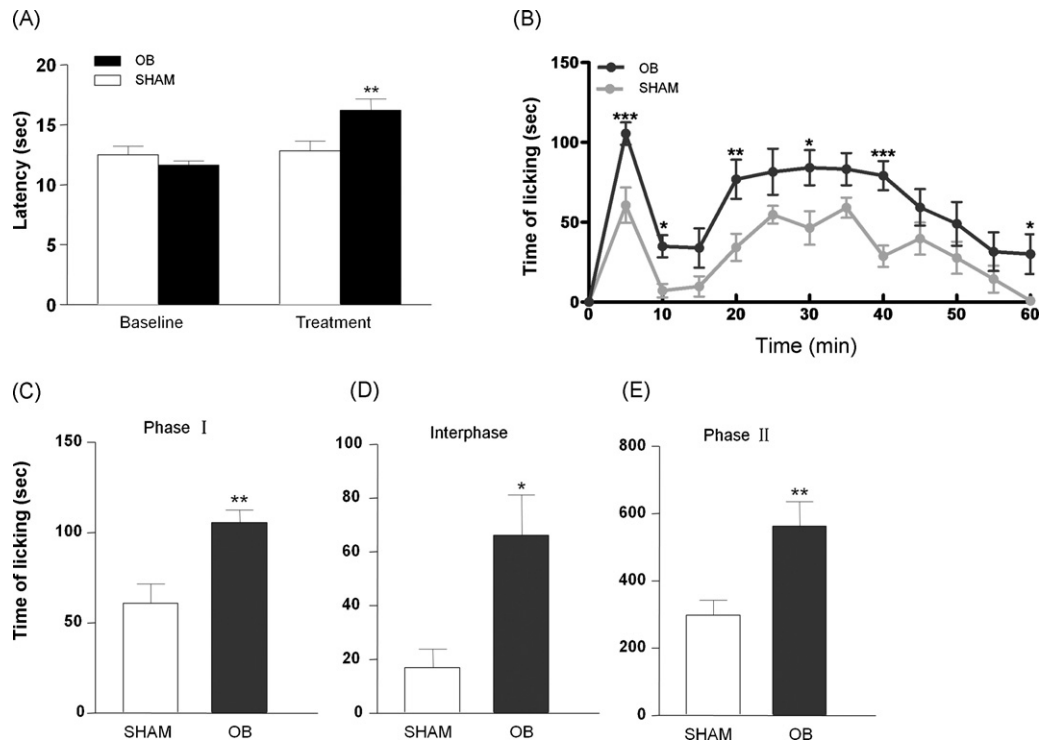 (A)
OB
SHAM
20
15
10
5
0
Latency (sec)
**
Baseline
Treatment
(B)
OB
SHAM
150
100
50
0
Time of licking (sec)
***
*
**
*
***
*
0 10 20 30 40 50 60
Time (min)
(C)
Phase I
150
100
50
0
Time of licking (sec)
**
SHAM OB
(D)
Interphase
100
80
60
40
20
0
*
SHAM OB
(E)
Phase II
800
600
400
200
0
**
SHAM OB